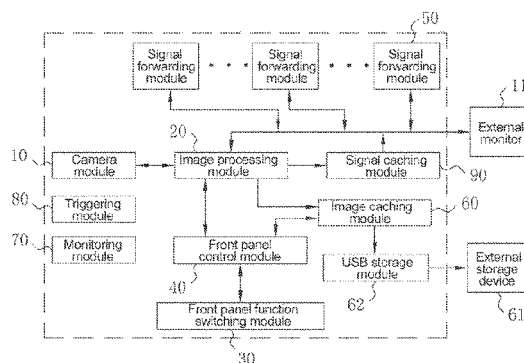 50
Signal
forwarding
module
Signal
forwarding
module
Signal
forwarding
module
11
External
monitor
20
10
Camera
module
Image processing
module
Signal caching
module
90
80
Triggering
module
Image caching
module
60
70
Monitoring
module
Front panel
control module
40
USB storage
module
62
External
storage
device
61
Front panel function
switching module
30